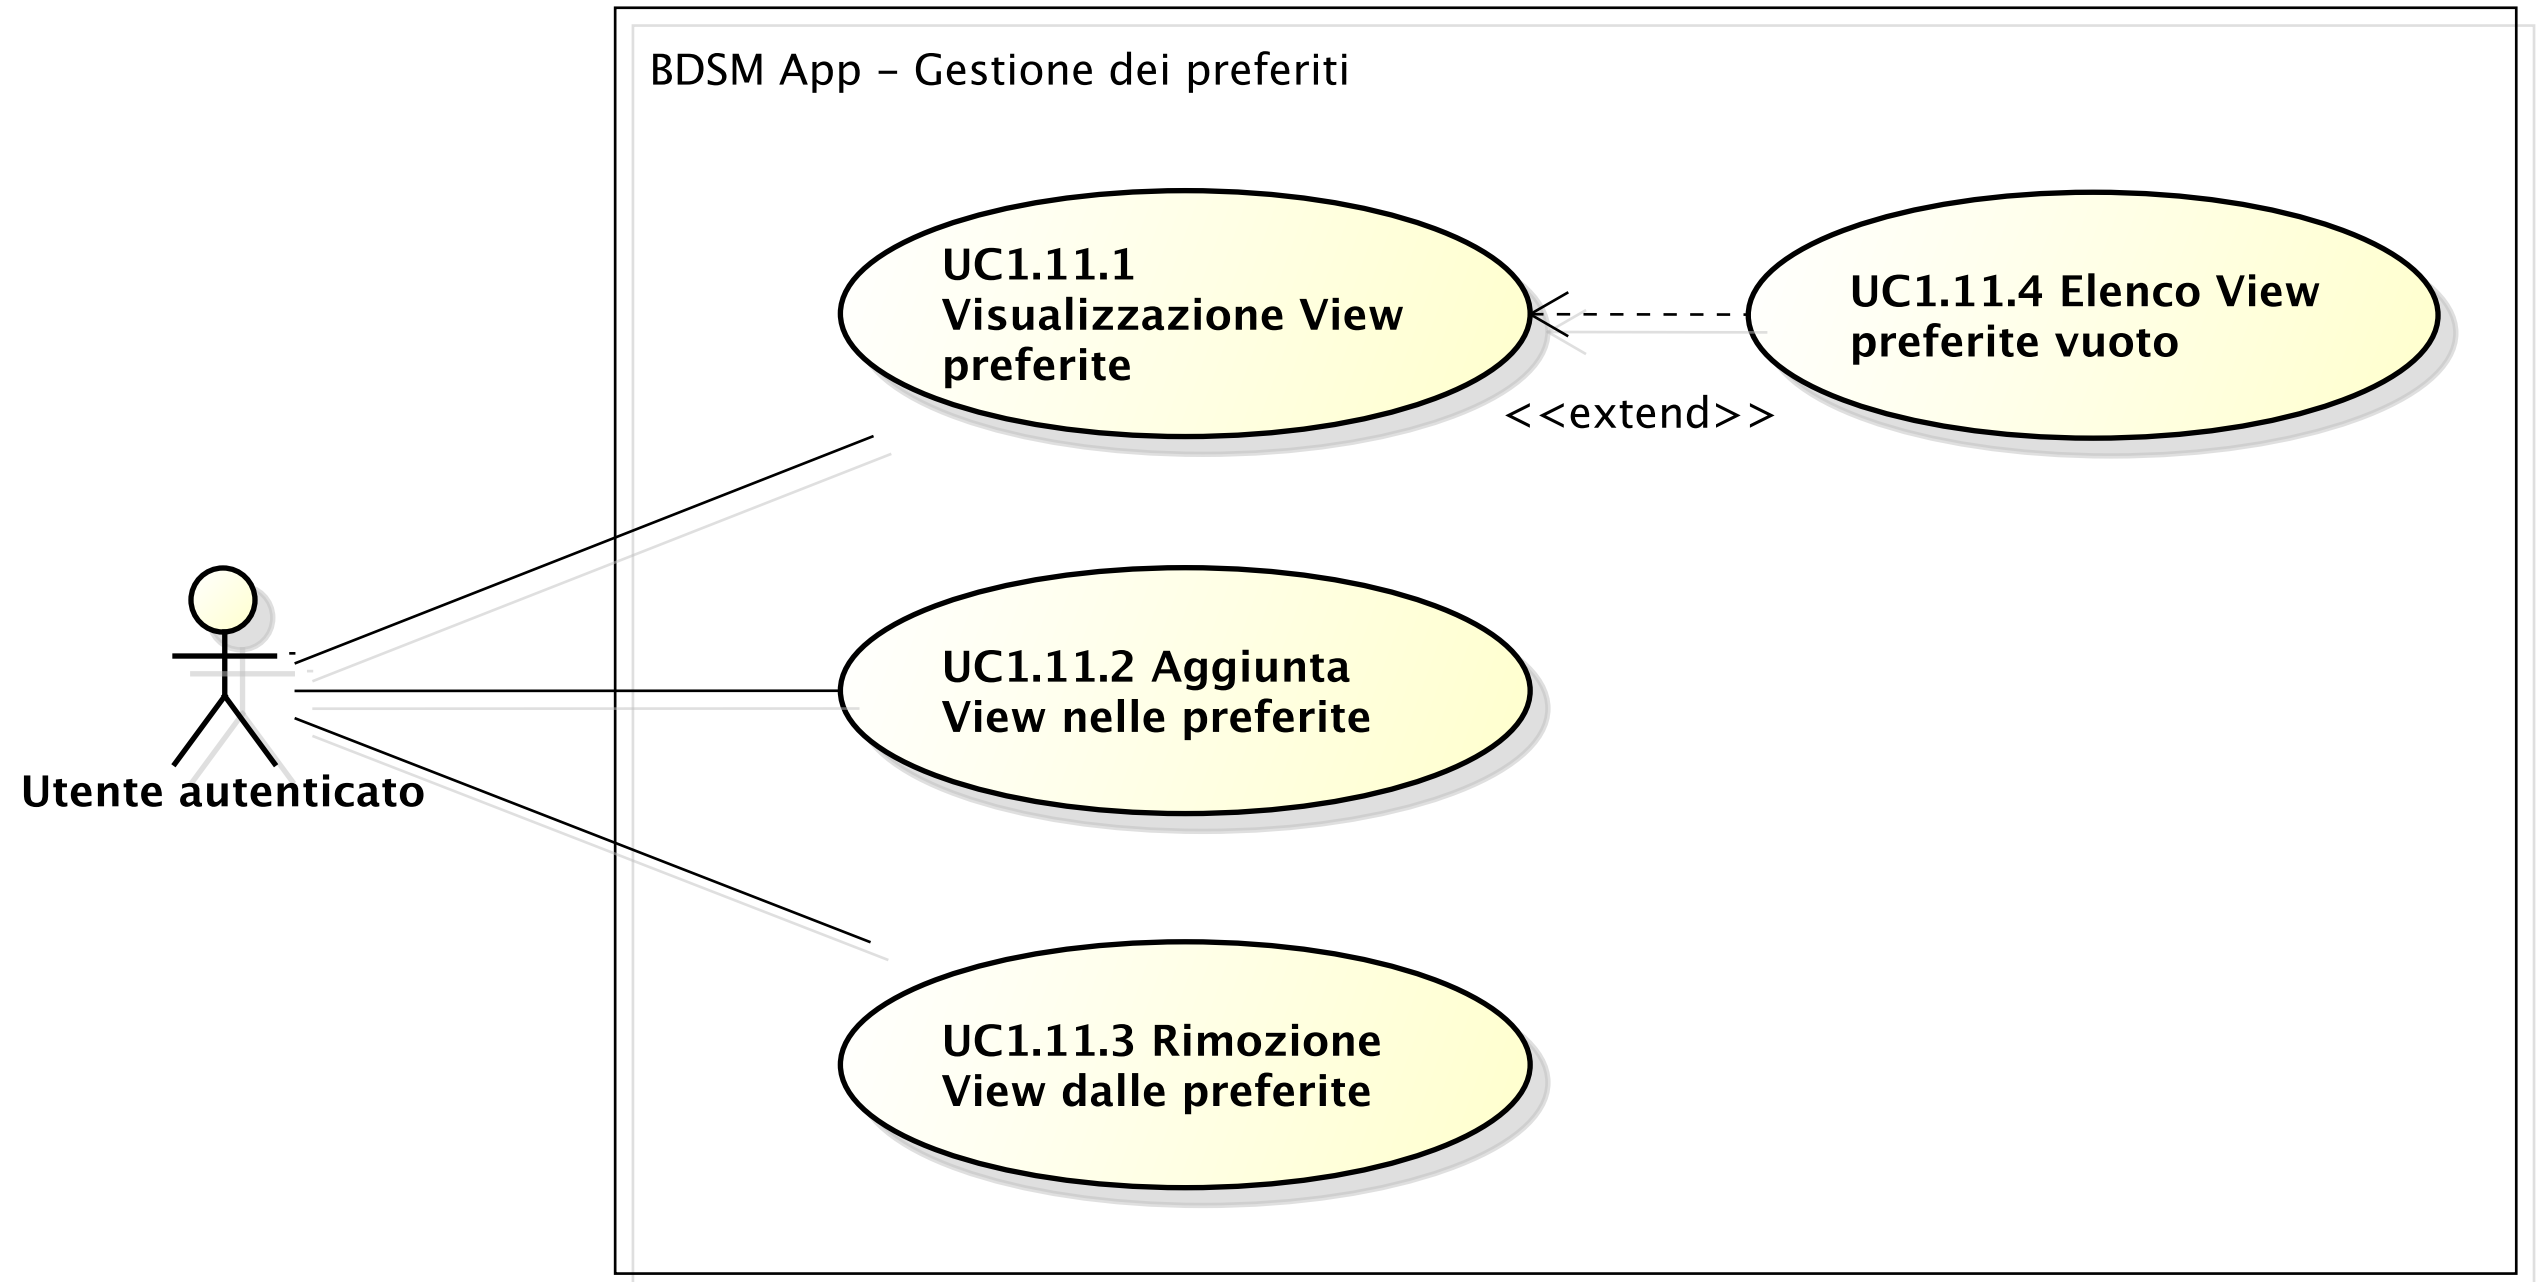 BDSM App - Gestione dei preferiti
UC1.11.1
Visualizzazione View
preferite
UC1.11.4 Elenco View
preferite vuoto
<<extend>>
UC1.11.2 Aggiunta
View nelle preferite
Utente autenticato
UC1.11.3 Rimozione
View dalle preferite